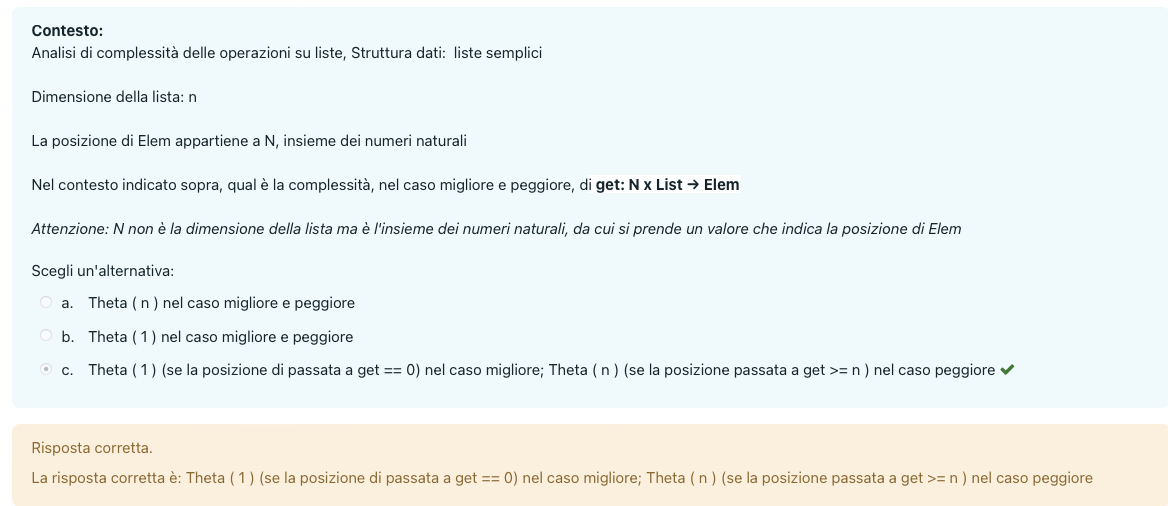 Contesto:
Analisi di complessità delle operazioni su liste, Struttura dati:  liste semplici
Dimensione della lista: n
La posizione di Elem appartiene a N, insieme dei numeri naturali
Nel contesto indicato sopra, qual è la complessità, nel caso migliore e peggiore, di get: N x List → Elem
Attenzione: N non è la dimensione della lista ma è l'insieme dei numeri naturali, da cui si prende un valore che indica la posizione di Elem
Scegli un'alternativa:
a. Theta ( n ) nel caso migliore e peggiore
b. Theta ( 1 ) nel caso migliore e peggiore
c. Theta ( 1 ) (se la posizione di passata a get == 0) nel caso migliore; Theta ( n ) (se la posizione passata a get >= n ) nel caso peggiore ✔
Risposta corretta.
La risposta corretta è: Theta ( 1 ) (se la posizione di passata a get == 0) nel caso migliore; Theta ( n ) (se la posizione passata a get >= n ) nel caso peggiore